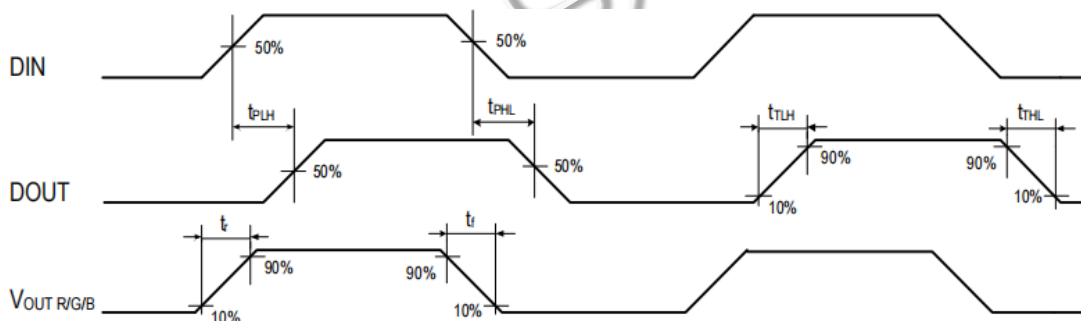 50%
50%
DIN
tPLH
tPHL
tTLH
tTHL
50%
50%
90%
90%
DOUT
10%
10%
tr
tf
90%
90%
VOUT R/G/B
10%
10%